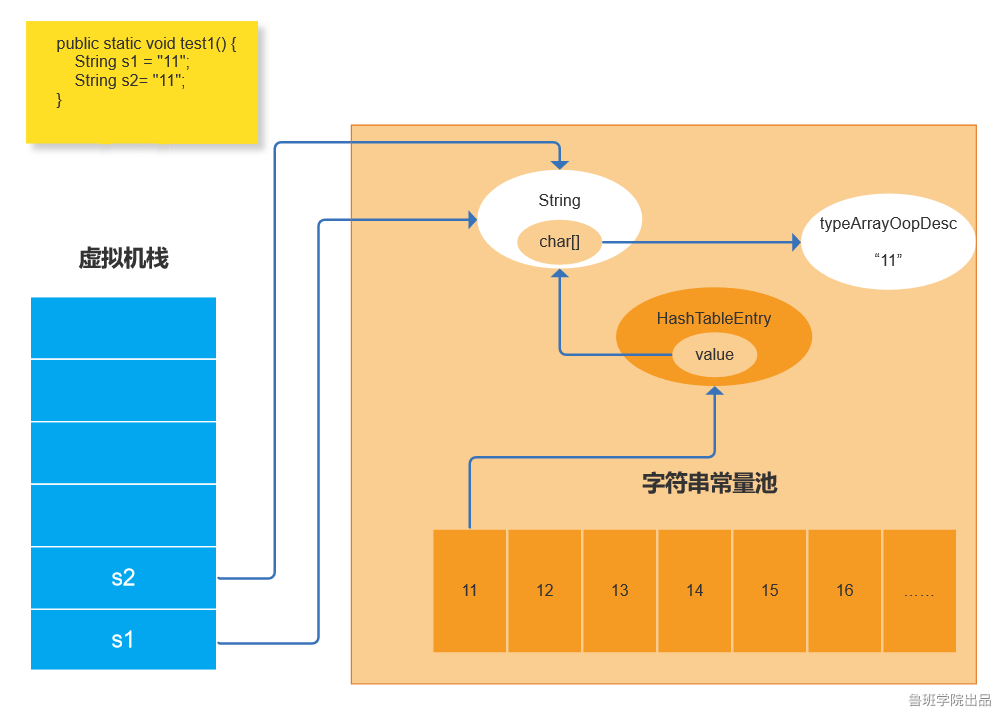 public static void test1() {
String s1 = "11";
String s2= "11";
}
String
char[]
typeArrayOopDesc
“11”
虚拟机栈
HashTableEntry
value
字符串常量池
s2
s1
11
12
13
14
15
16
......
鲁班学院出品